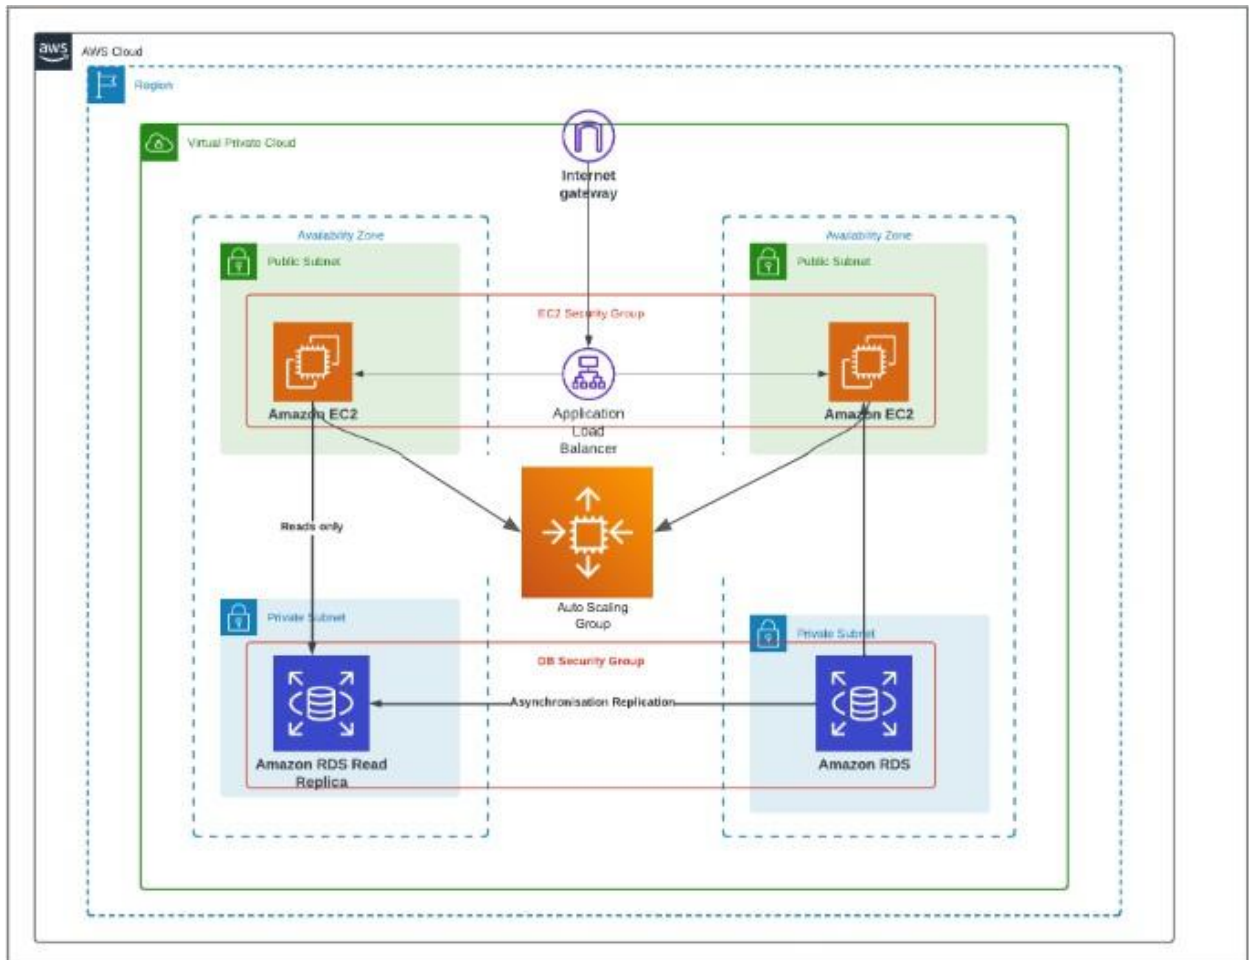 aws
AWS Cloud
Region
Virtual Private Cloud
Internet
gateway
Availability Zone
Availability Zone
Public Subnet
Public Subnet
EC2 Security Group
Amazon EC2
Application
Load
Balancer
Amazon EC2
Reads only
Auto Scaling
Group
Private Subnet
Private Subnet
DB Security Group
Asynchronisation Replication
Amazon RDS Read
Replica
Amazon RDS